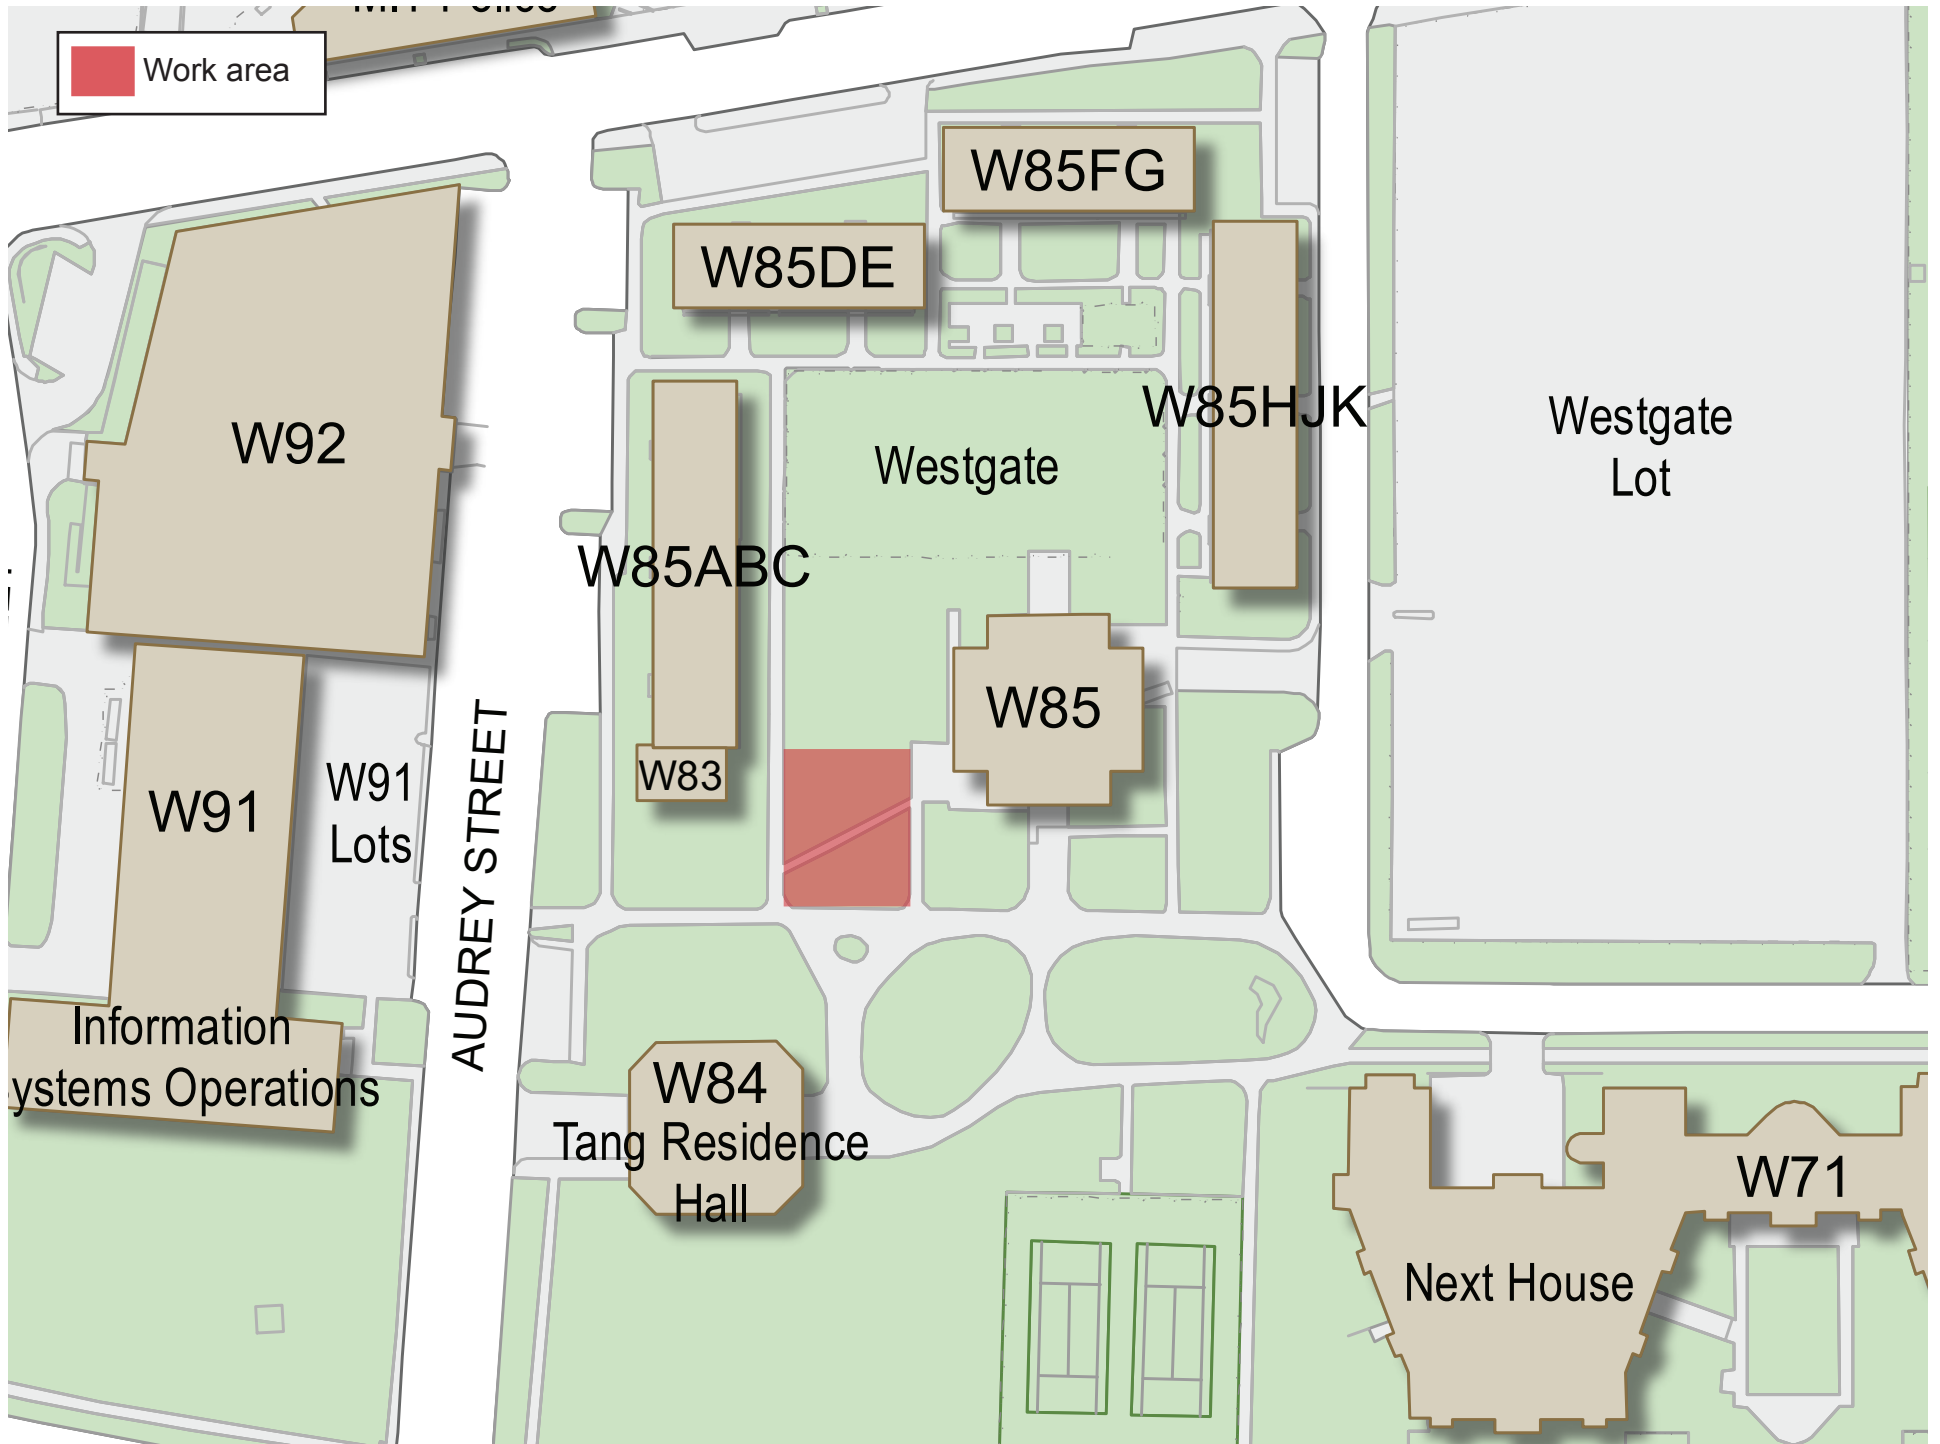 Work area
W85FG
W85DE
W92
W85HJK
Westgate
Westgate
Lot
W85ABC
W85
W83
W91
W91
Lots
AUDREY STREET
Information
ystems Operations
W84
Tang Residence
Hall
W71
Next House